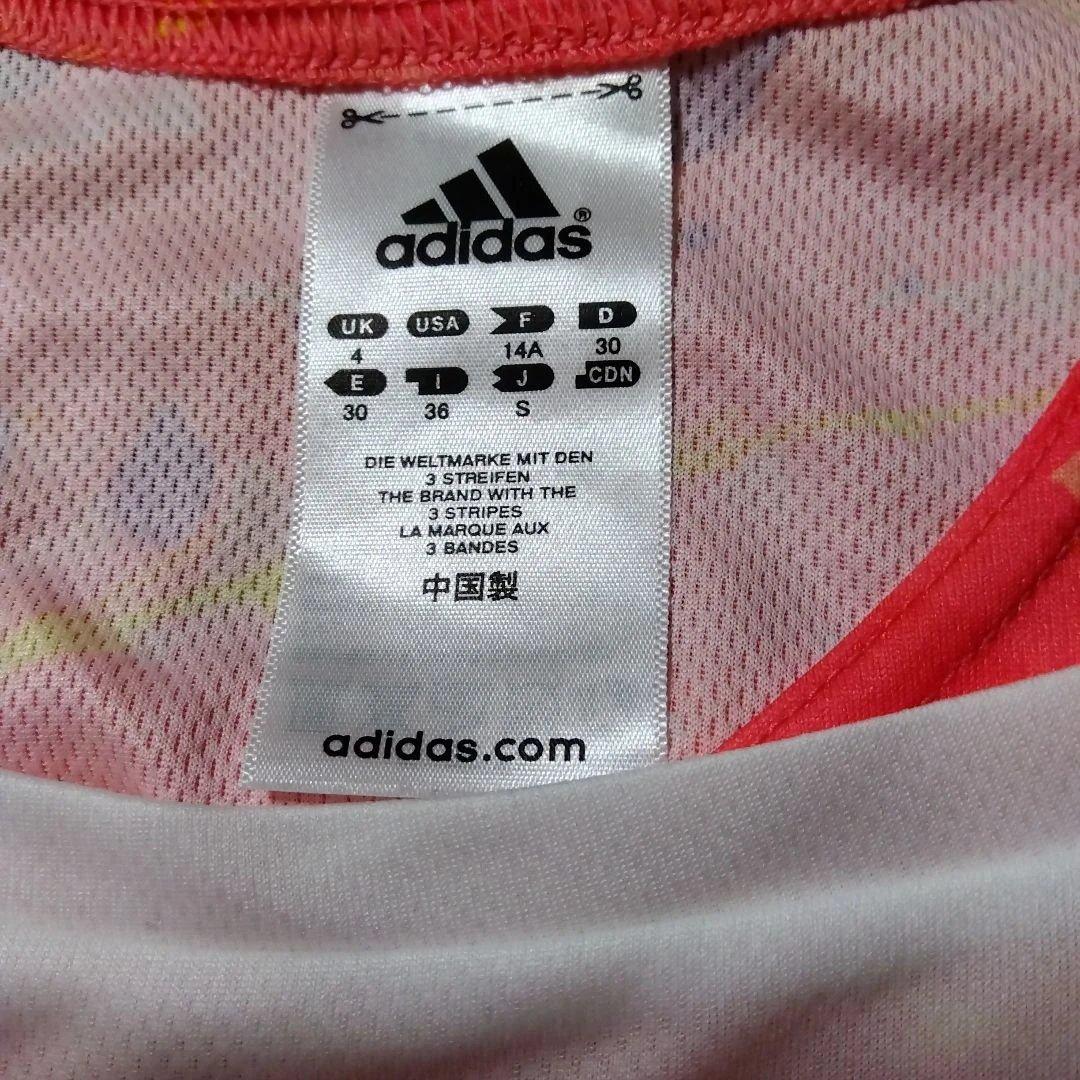 adidas®
UK USA F D
4 14A 30
E I J CDN
30 36 S
DIE WELTMARKE MIT DEN
3 STREIFEN
THE BRAND WITH THE
3 STRIPES
LA MARQUE AUX
3 BANDES
中国製
adidas.com